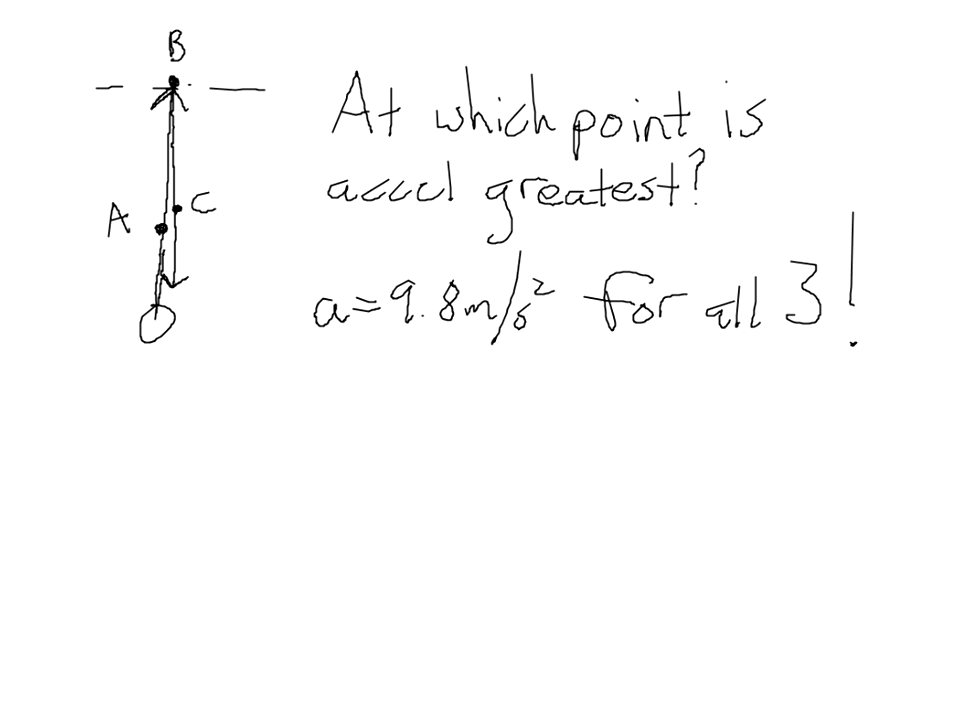 B
At which point is
accel greatest?
C
A
a=9.8m/s² for all 3!